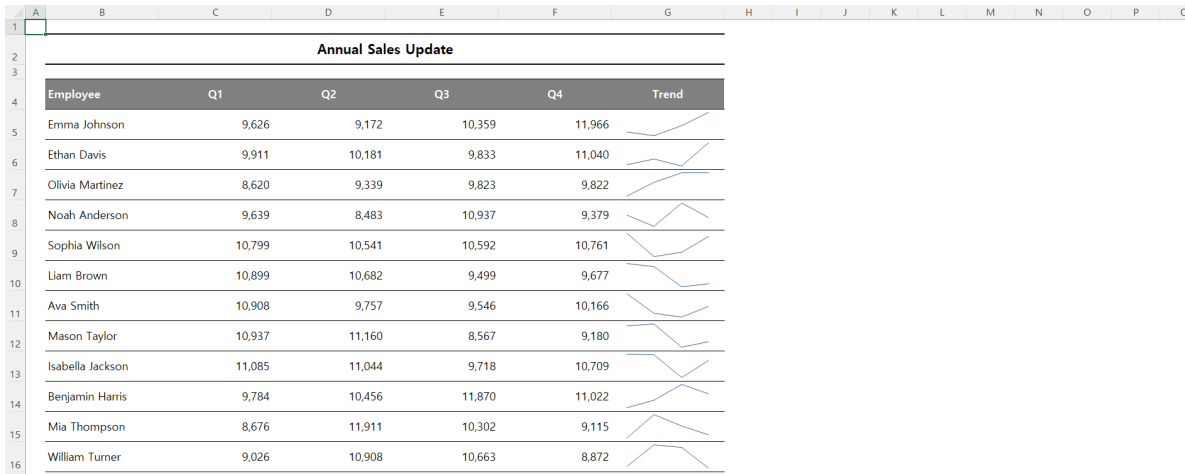 A B C D E F G H I J K L M N O P
1
2 Annual Sales Update
3
4 Employee Q1 Q2 Q3 Q4 Trend
5 Emma Johnson 9,626 9,172 10,359 11,966
6 Ethan Davis 9,911 10,181 9,833 11,040
7 Olivia Martinez 8,620 9,339 9,823 9,822
8 Noah Anderson 9,639 8,483 10,937 9,379
9 Sophia Wilson 10,799 10,541 10,592 10,761
10 Liam Brown 10,899 10,682 9,499 9,677
11 Ava Smith 10,908 9,757 9,546 10,166
12 Mason Taylor 10,937 11,160 8,567 9,180
13 Isabella Jackson 11,085 11,044 9,718 10,709
14 Benjamin Harris 9,784 10,456 11,870 11,022
15 Mia Thompson 8,676 11,911 10,302 9,115
16 William Turner 9,026 10,908 10,663 8,872